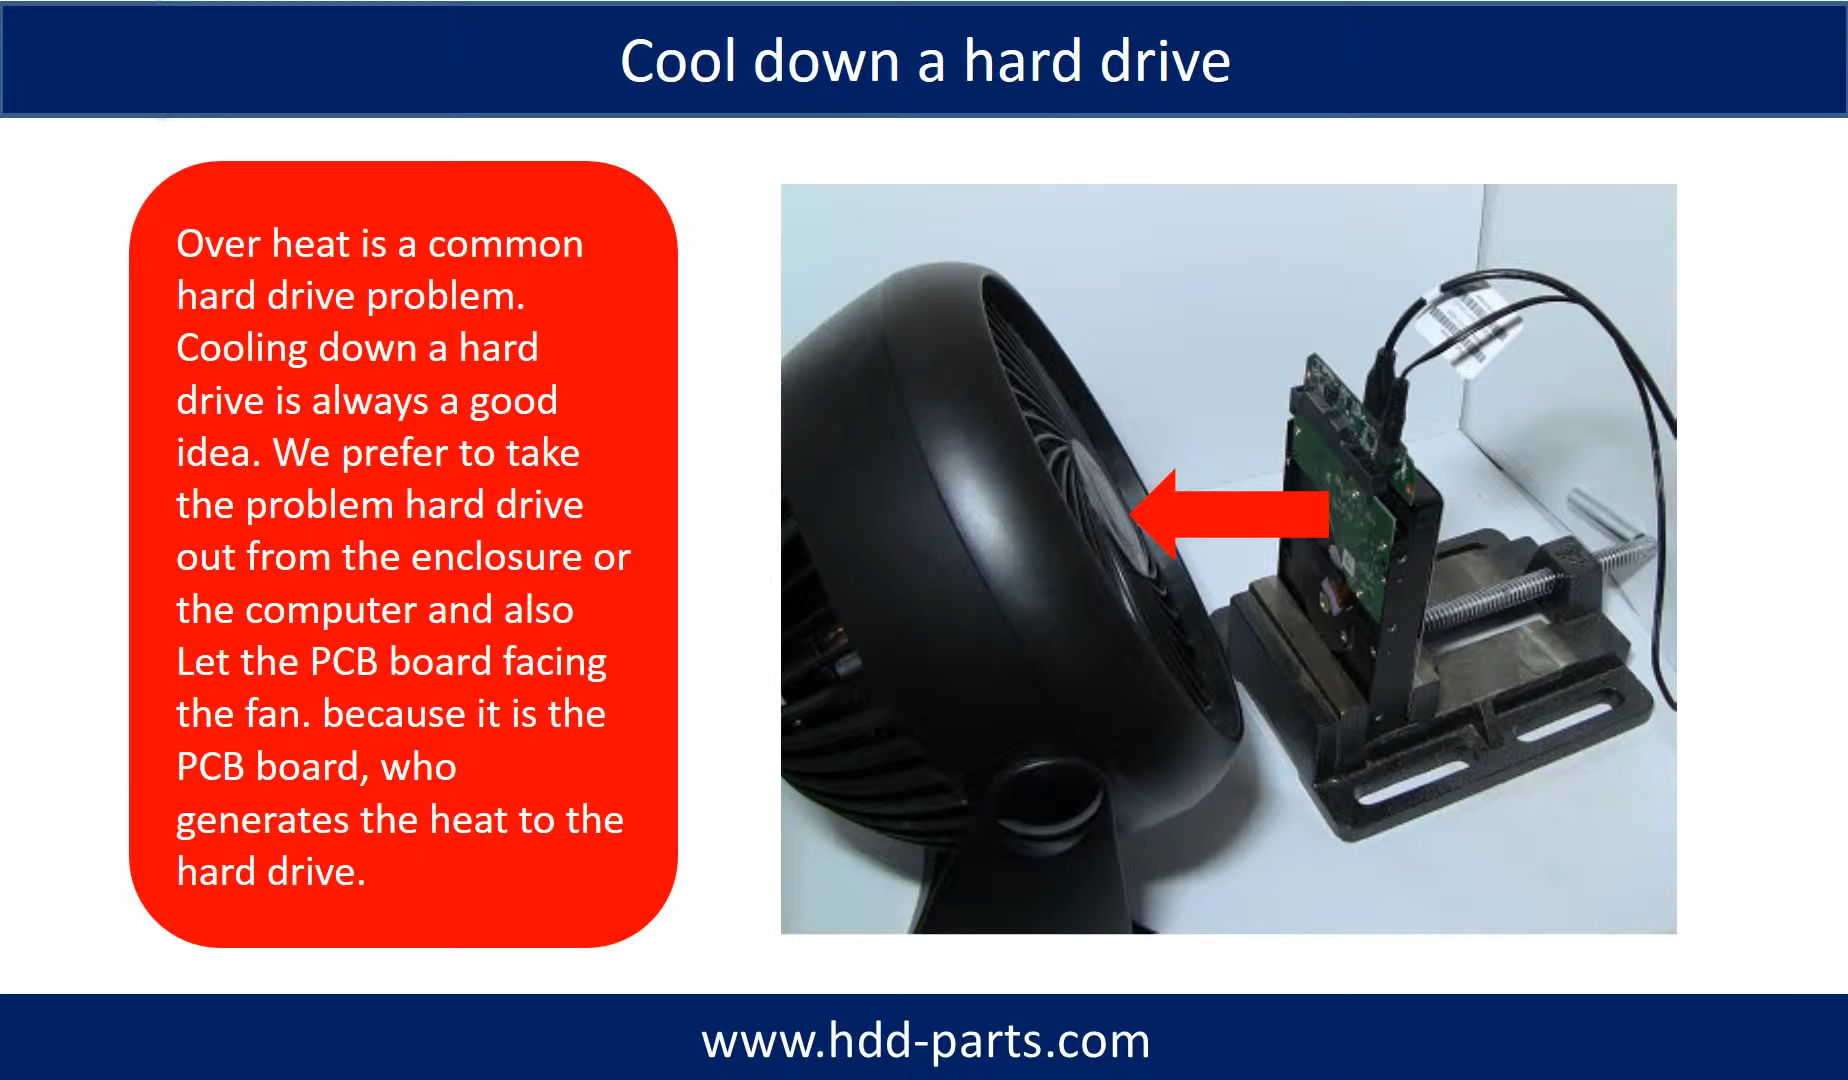 Cool down a hard drive
Over heat is a common
hard drive problem.
Cooling down a hard
drive is always a good
idea. We prefer to take
the problem hard drive
out from the enclosure or
the computer and also
Let the PCB board facing
the fan. because it is the
PCB board, who
generates the heat to the
hard drive.
www.hdd-parts.com